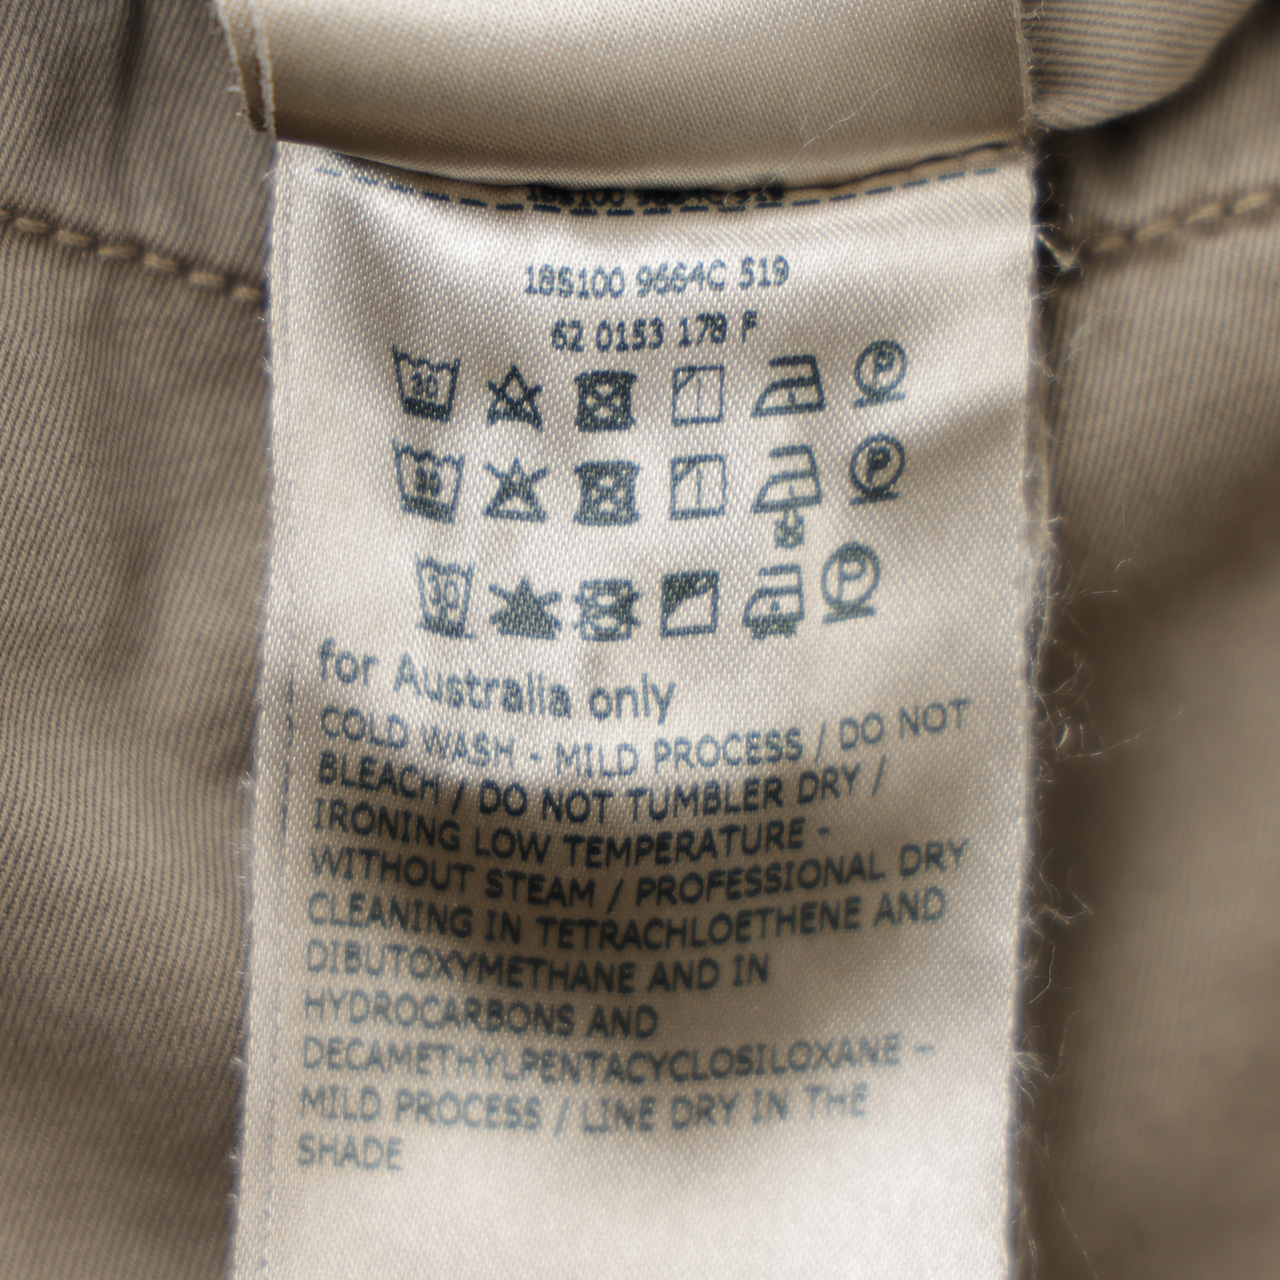 18S100 9664C 519
62 0153 178 F
30 P
P
30 P
for Australia only
COLD WASH - MILD PROCESS / DO NOT
BLEACH / DO NOT TUMBLER DRY /
IRONING LOW TEMPERATURE -
WITHOUT STEAM / PROFESSIONAL DRY
CLEANING IN TETRACHLOETHENE AND
DIBUTOXYMETHANE AND IN
HYDROCARBONS AND
DECAMETHYLPENTACYCLOSILOXANE -
MILD PROCESS / LINE DRY IN THE
SHADE